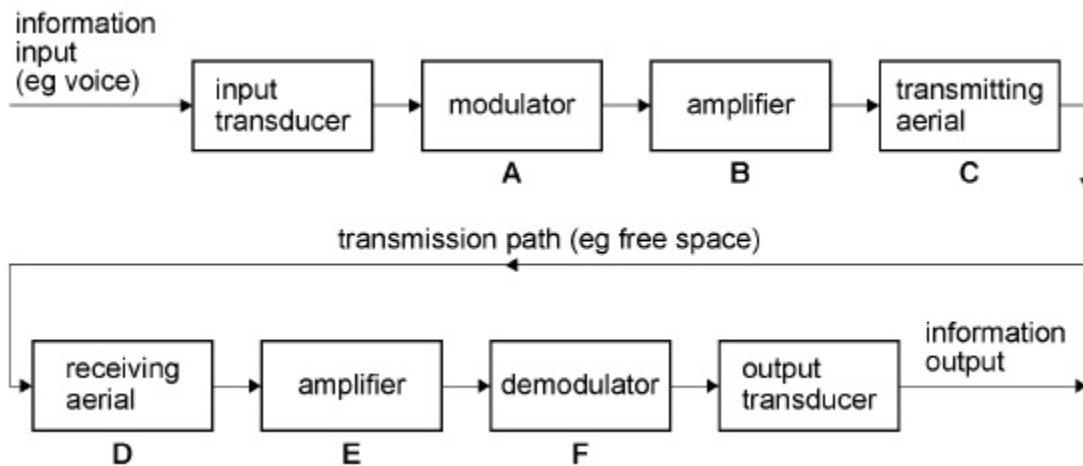 information
input
(eg voice)
input
transducer
modulator
amplifier
transmitting
aerial
A
B
C
transmission path (eg free space)
receiving
aerial
amplifier
demodulator
output
transducer
information
output
D
E
F